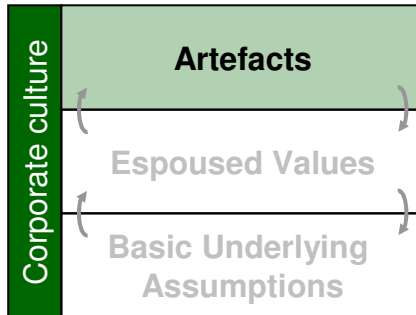 Corporate culture
Artefacts
Espoused Values
Basic Underlying
Assumptions